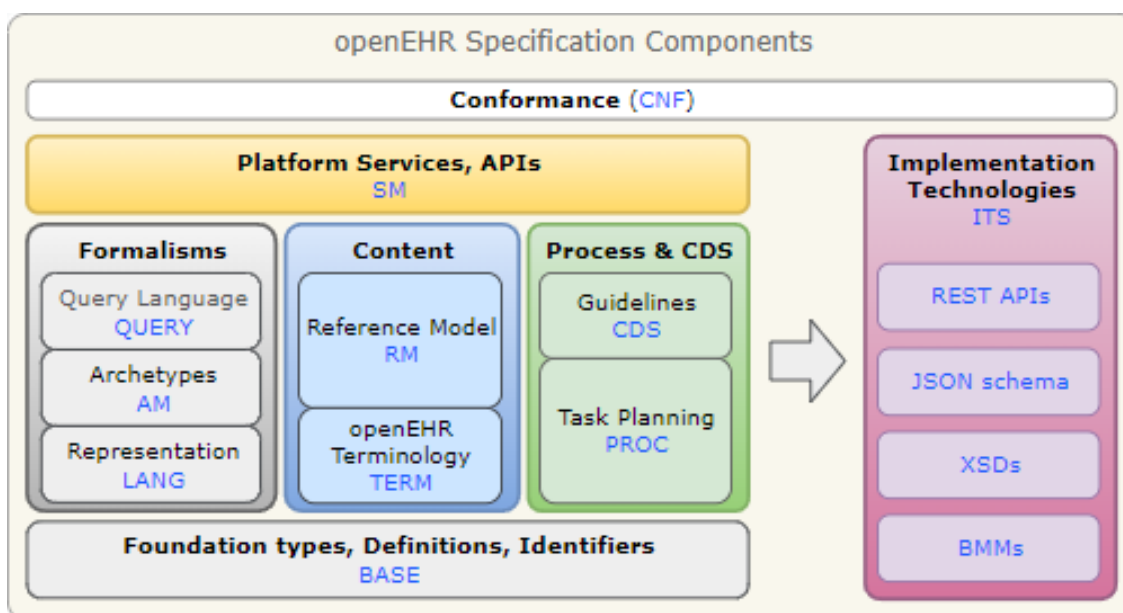 openEHR Specification Components
Conformance (CNF)
Platform Services, APIs
SM
Formalisms
Query Language
QUERY
Archetypes
AM
Representation
LANG
Content
Reference Model
RM
openEHR
Terminology
TERM
Process & CDS
Guidelines
CDS
Task Planning
PROC
Foundation types, Definitions, Identifiers
BASE
Implementation
Technologies
ITS
REST APIs
JSON schema
XSDs
BMMs